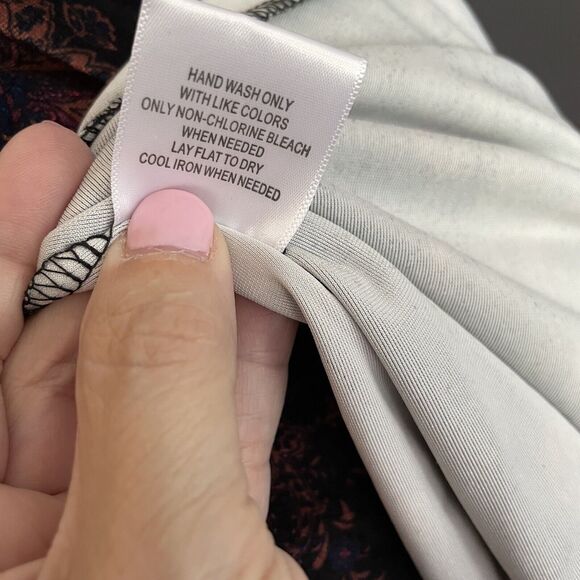 HAND WASH ONLY
WITH LIKE COLORS
ONLY NON-CHLORINE BLEACH
WHEN NEEDED
LAY FLAT TO DRY
COOL IRON WHEN NEEDED